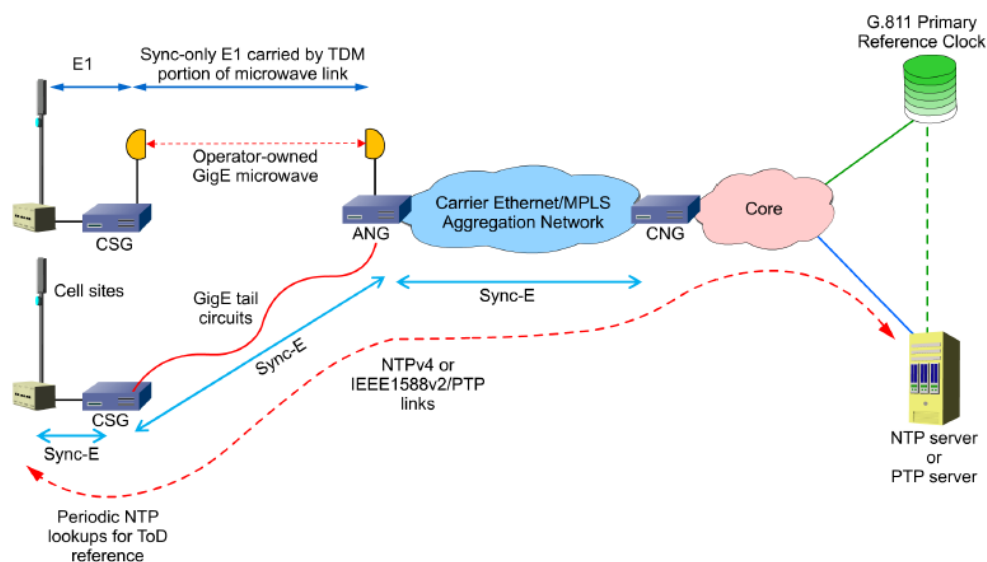 G.811 Primary
Reference Clock
E1
Sync-only E1 carried by TDM
portion of microwave link
Operator-owned
GigE microwave
CSG
ANG
Carrier Ethernet/MPLS
Aggregation Network
CNG
Core
Cell sites
GigE tail
circuits
Sync-E
Sync-E
NTPv4 or
IEEE1588v2/PTP
links
CSG
Sync-E
NTP server
or
PTP server
Periodic NTP
lookups for ToD
reference